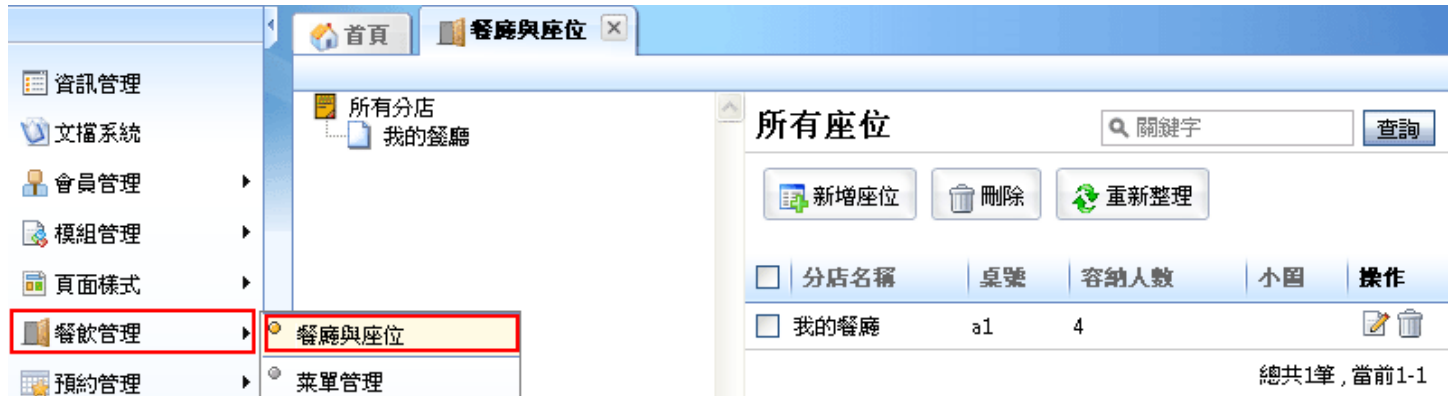 首頁
餐廳與座位
資訊管理
文檔系統
會員管理
模組管理
頁面樣式
餐飲管理
預約管理
餐廳與座位
菜單管理
所有分店
我的餐廳
所有座位
關鍵字
查詢
新增座位 刪除 重新整理
分店名稱 桌號 容納人數 小圖 操作
我的餐廳 a1 4
總共1筆 , 當前1-1